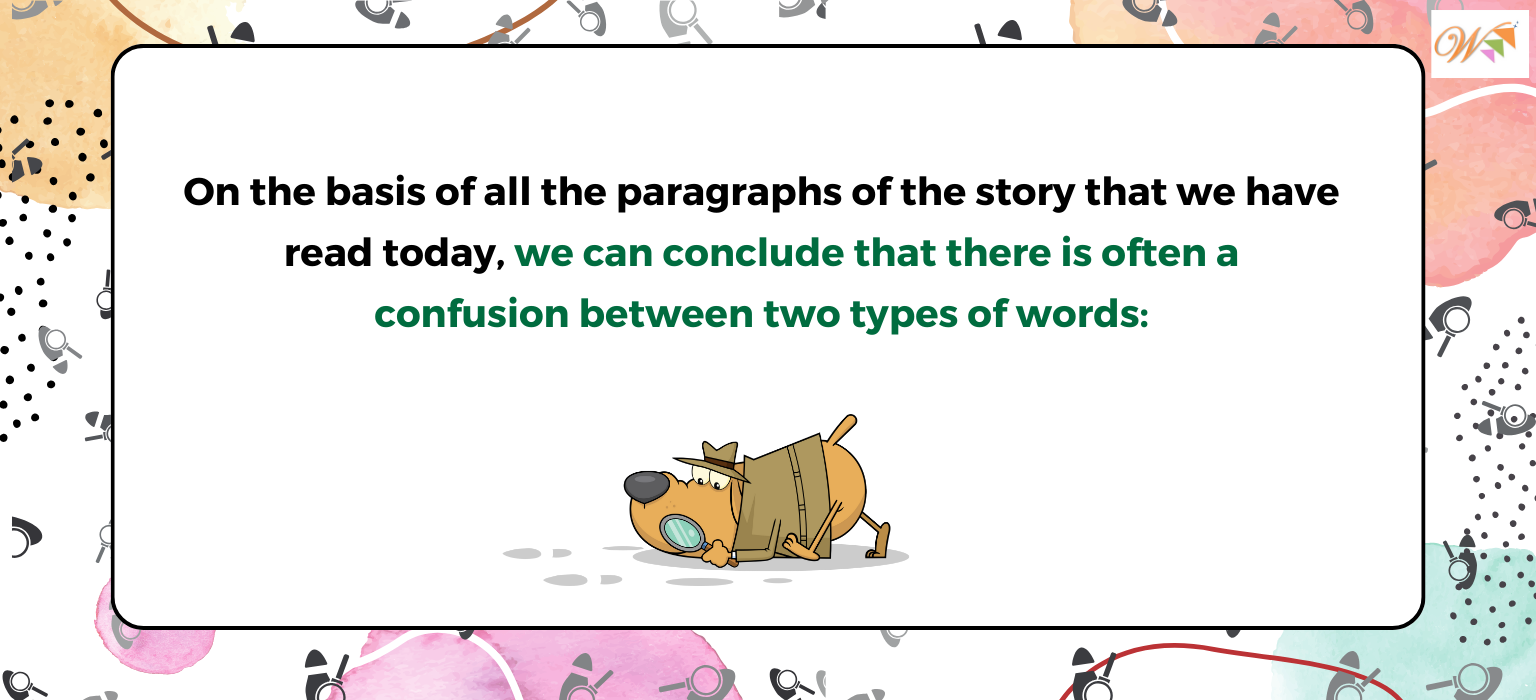 On the basis of all the paragraphs of the story that we have
read today, we can conclude that there is often a
confusion between two types of words:
W